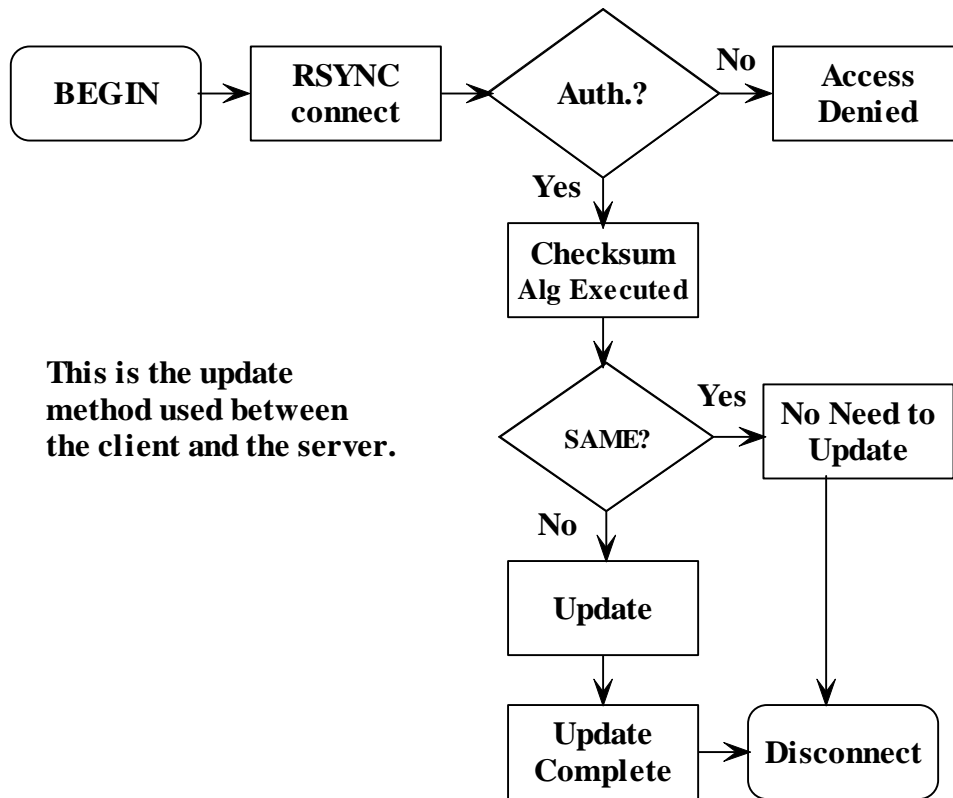 BEGIN
RSYNC
connect
Auth.?
No
Access
Denied
Yes
Checksum
Alg Executed
This is the update
method used between
the client and the server.
SAME?
Yes
No Need to
Update
No
Update
Update
Complete
Disconnect